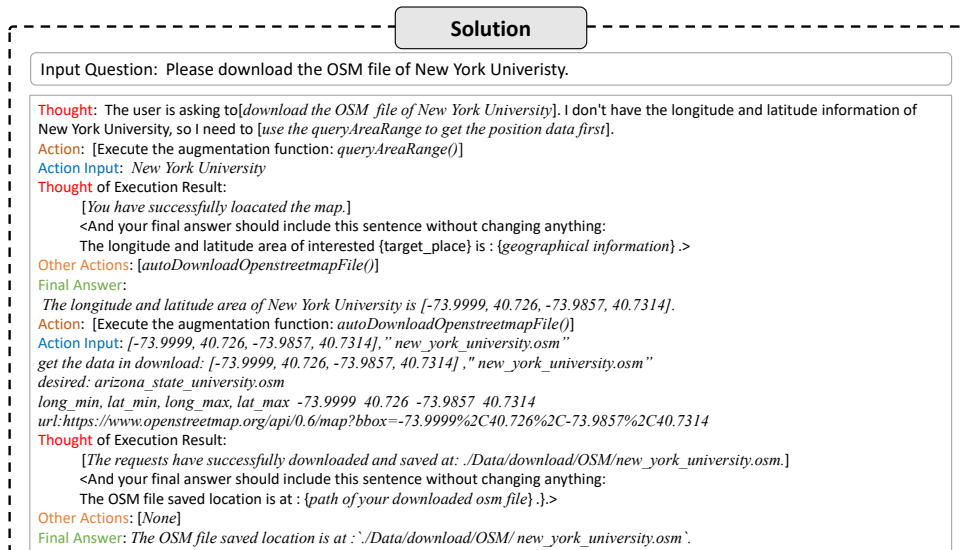 Solution
Input Question: Please download the OSM file of New York Univeristy.
Thought: The user is asking to[download the OSM file of New York University]. I don't have the longitude and latitude information of
New York University, so I need to [use the queryAreaRange to get the position data first].
Action: [Execute the augmentation function: queryAreaRange()]
Action Input: New York University
Thought of Execution Result:
[You have successfully loacated the map.]
<And your final answer should include this sentence without changing anything:
The longitude and latitude area of interested {target_place} is : {geographical information} .>
Other Actions: [autoDownloadOpenstreetmapFile()]
Final Answer:
The longitude and latitude area of New York University is [-73.9999, 40.726, -73.9857, 40.7314].
Action: [Execute the augmentation function: autoDownloadOpenstreetmapFile()]
Action Input: [-73.9999, 40.726, -73.9857, 40.7314],” new_york_university.osm”
get the data in download: [-73.9999, 40.726, -73.9857, 40.7314] ,” new_york_university.osm”
desired: arizona_state_university.osm
long_min, lat_min, long_max, lat_max -73.9999 40.726 -73.9857 40.7314
url:https://www.openstreetmap.org/api/0.6/map?bbox=-73.9999%2C40.726%2C-73.9857%2C40.7314
Thought of Execution Result:
[The requests have successfully downloaded and saved at: ./Data/download/OSM/new_york_university.osm.]
<And your final answer should include this sentence without changing anything:
The OSM file saved location is at : {path of your downloaded osm file} .}.>
Other Actions: [None]
Final Answer: The OSM file saved location is at :`./Data/download/OSM/ new_york_university.osm`.